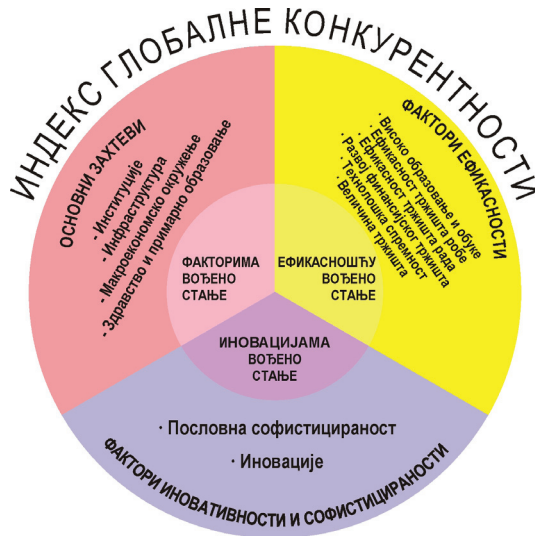 ИНДЕКС ГЛОБАЛНЕ КОНКУРЕНТНОСТИ
ОСНОВНИ ЗАХТЕВИ
- Институције
- Инфраструктура
- Макроекономско окружење
- Здравство и примарно образовање
ФАКТОРИ ЕФИКАСНОСТИ
· Високо образовање и обуке
· Ефикасност тржишта робе
· Ефикасност тржишта рада
· Развој финансијског тржишта
· Технолошка спремност
· Величина тржишта
ФАКТОРИМА
ВОЂЕНО
СТАЊЕ
ЕФИКАСНОШЋУ
ВОЂЕНО
СТАЊЕ
ИНОВАЦИЈАМА
ВОЂЕНО
СТАЊЕ
· Пословна софистицираност
· Иновације
ФАКТОРИ ИНОВАТИВНОСТИ И СОФИСТИЦИРАНОСТИ